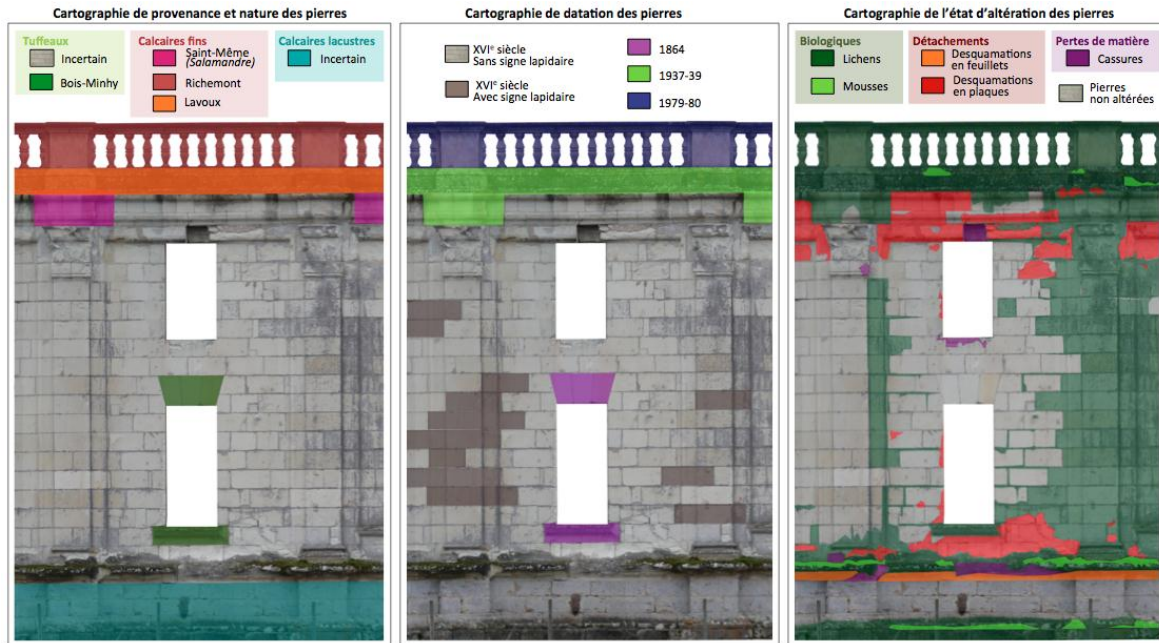 Cartographie de provenance et nature des pierres
Tuffeaux
Incertain
Bois-Minhy
Calcaires fins
Saint-Même
(Salamandre)
Richemont
Lavoux
Calcaires lacustres
Incertain
Cartographie de datation des pierres
XVIe siècle
Sans signe lapidaire
XVIe siècle
Avec signe lapidaire
1864
1937-39
1979-80
Cartographie de l'état d'altération des pierres
Biologiques
Lichens
Mousses
Détachements
Desquamations
en feuillets
Desquamations
en plaques
Pertes de matière
Cassures
Pierres
non altérées